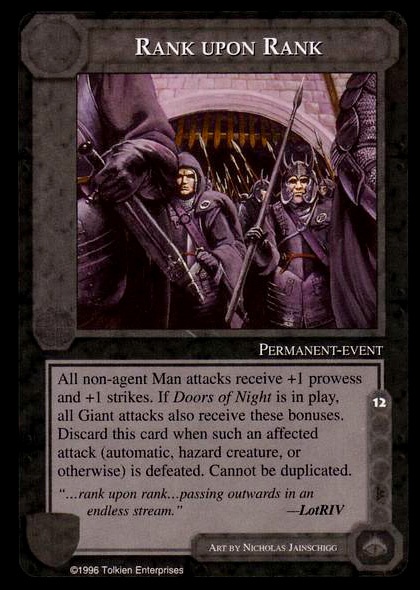 RANK UPON RANK
PERMANENT-EVENT
All non-agent Man attacks receive +1 prowess
and +1 strikes. If Doors of Night is in play,
all Giant attacks also receive these bonuses.
Discard this card when such an affected
attack (automatic, hazard creature, or
otherwise) is defeated. Cannot be duplicated.
12
“...rank upon rank...passing outwards in an
endless stream.” —LotRIV
ART BY NICHOLAS JAINSCHIGG
©1996 Tolkien Enterprises